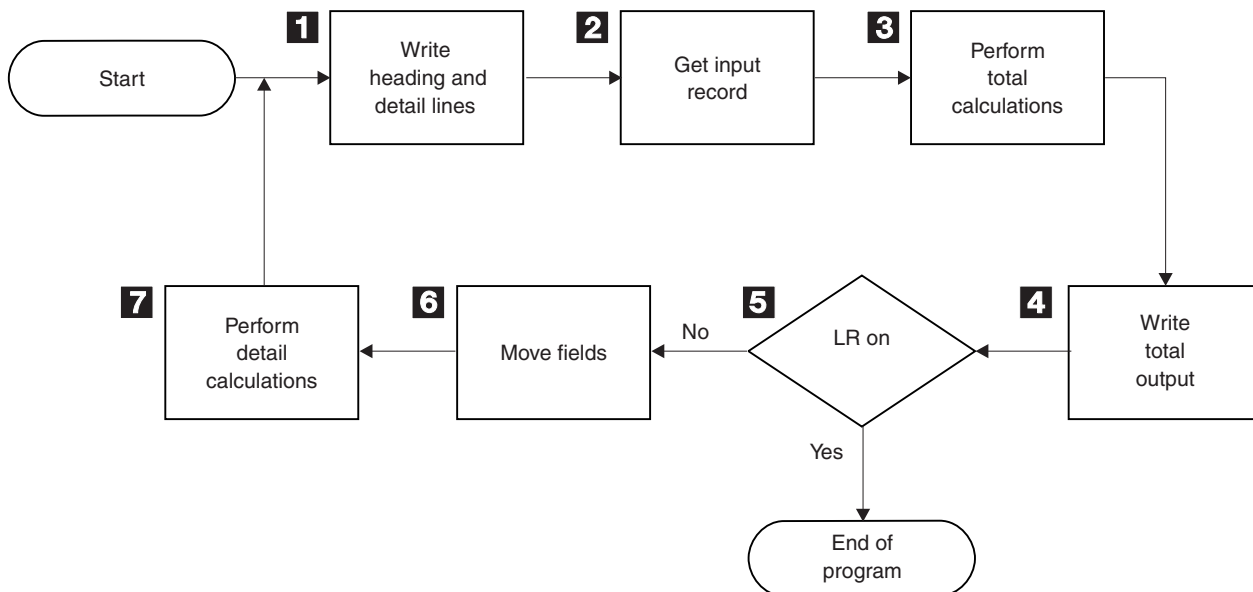 1
2
3
Start
Write
heading and
detail lines
Get input
record
Perform
total
calculations
7
6
5
4
Perform
detail
calculations
Move fields
No
LR on
Write
total
output
Yes
End of
program